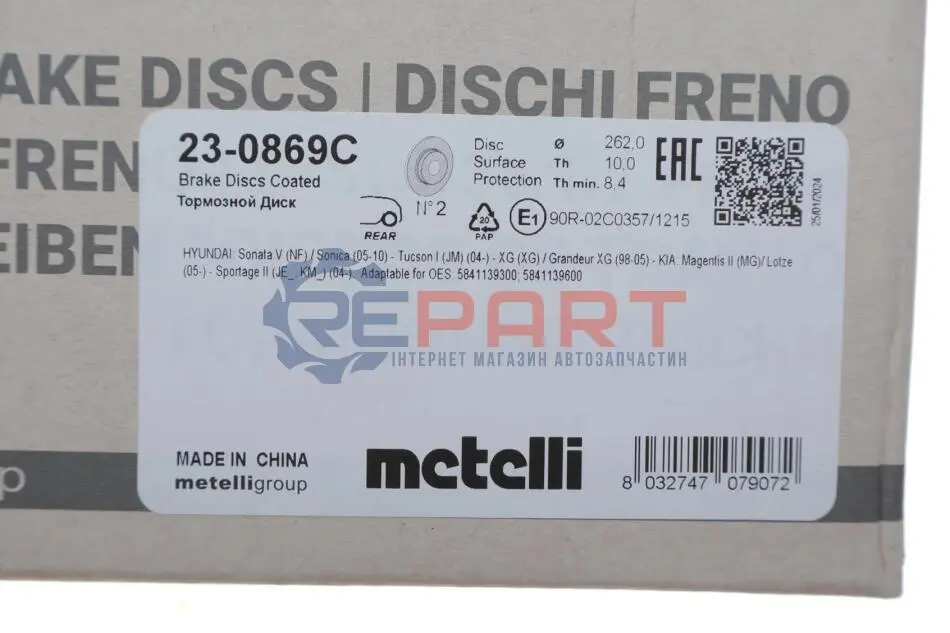 AKE DISCS | DISCHI FRENO
FREN
EIBEN
23-0869C
Brake Discs Coated
Тормозной Диск
Disc Ø 262,0
Surface Th 10,0
Protection Th min. 8,4
EAC
25/01/2024
REAR
N°2
20
PAP
E1 90R-02C0357/1215
HYUNDAI: Sonata V (NF) / Sonica (05-10) - Tucson I (JM) (04-) - XG (XG) / Grandeur XG (98-05) - KIA: Magentis II (MG)/ Lotze
(05-) - Sportage II (JE_, KM_) (04-). Adaptable for OES: 5841139300; 5841139600
REPART
ІНТЕРНЕТ МАГАЗИН АВТОЗАПЧАСТИН
MADE IN CHINA
metelligroup
metelli
8 032747 079072
p